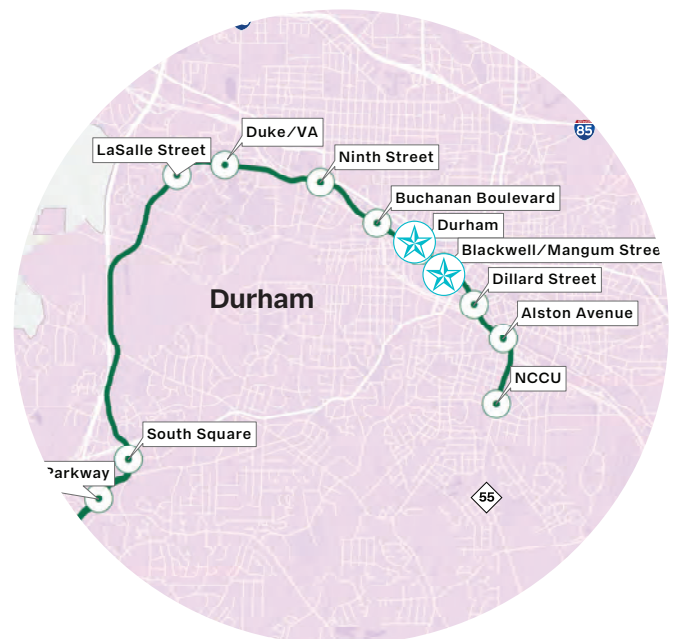 85
Duke/VA
LaSalle Street
Ninth Street
Buchanan Boulevard
Durham
Blackwell/Mangum Stree
Dillard Street
Durham
Alston Avenue
NCCU
South Square
Parkway
55